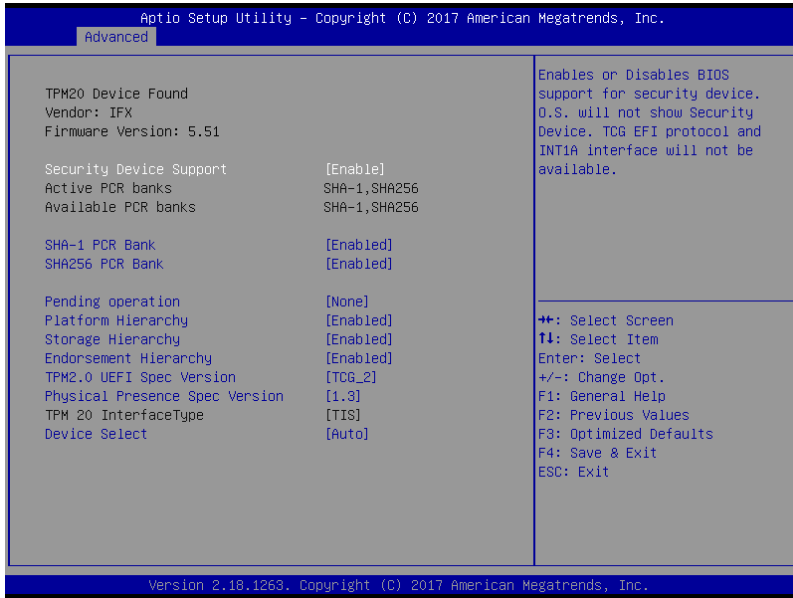 Aptio Setup Utility – Copyright (C) 2017 American Megatrends, Inc.
Advanced
TPM20 Device Found
Vendor: IFX
Firmware Version: 5.51
Security Device Support [Enable]
Active PCR banks SHA-1,SHA256
Available PCR banks SHA-1,SHA256
SHA-1 PCR Bank [Enabled]
SHA256 PCR Bank [Enabled]
Pending operation [None]
Platform Hierarchy [Enabled]
Storage Hierarchy [Enabled]
Endorsement Hierarchy [Enabled]
TPM2.0 UEFI Spec Version [TCG_2]
Physical Presence Spec Version [1.3]
TPM 20 InterfaceType [TIS]
Device Select [Auto]
Enables or Disables BIOS
support for security device.
O.S. will not show Security
Device. TCG EFI protocol and
INT1A interface will not be
available.
→←: Select Screen
↑↓: Select Item
Enter: Select
+/-: Change Opt.
F1: General Help
F2: Previous Values
F3: Optimized Defaults
F4: Save & Exit
ESC: Exit
Version 2.18.1263. Copyright (C) 2017 American Megatrends, Inc.